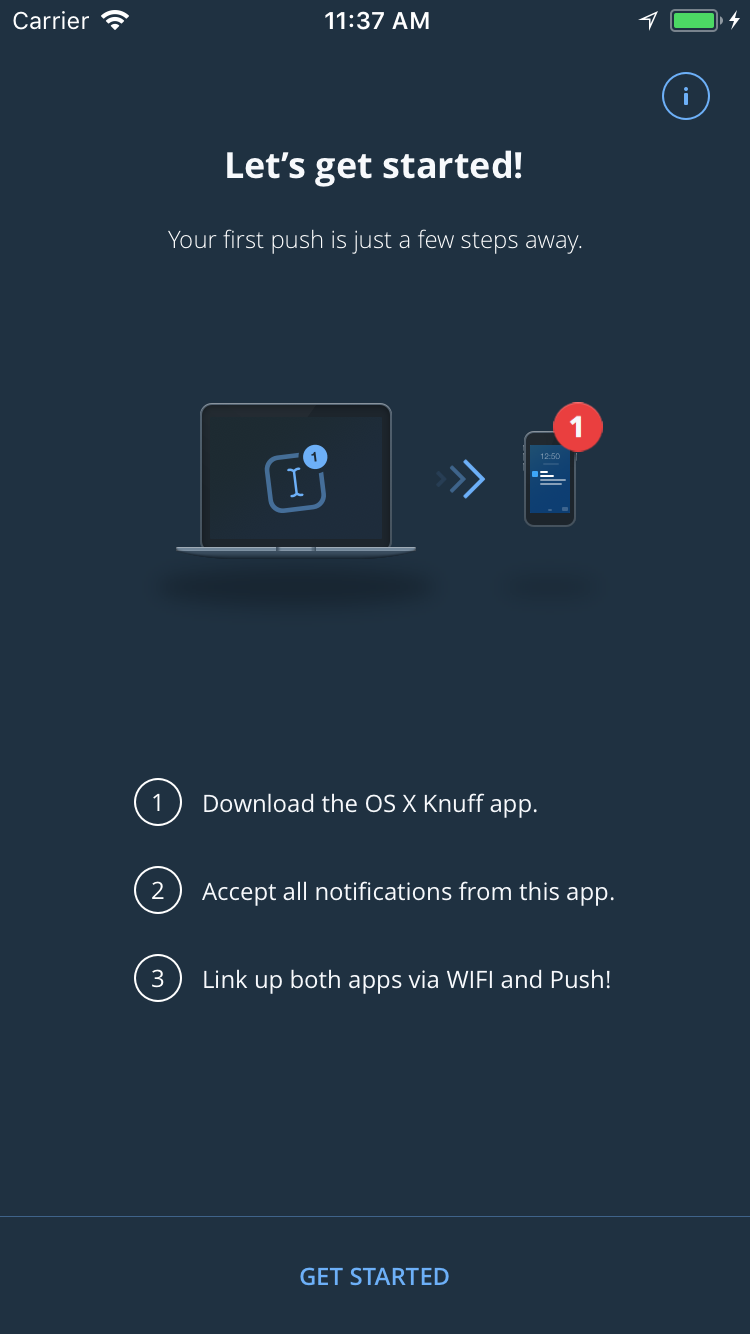 Carrier 11:37 AM
i
Let's get started!
Your first push is just a few steps away.
1
1
12:50
1 Download the OS X Knuff app.
2 Accept all notifications from this app.
3 Link up both apps via WIFI and Push!
GET STARTED